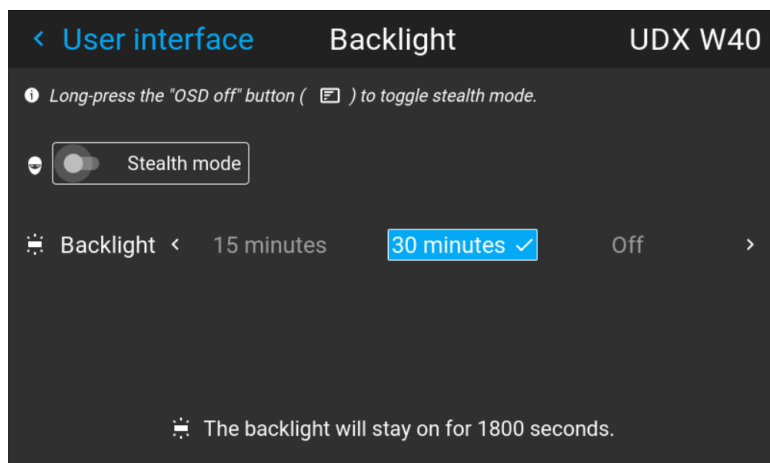 User interface Backlight UDX W40
Long-press the "OSD off" button ( ) to toggle stealth mode.
Stealth mode
Backlight 15 minutes 30 minutes Off
The backlight will stay on for 1800 seconds.